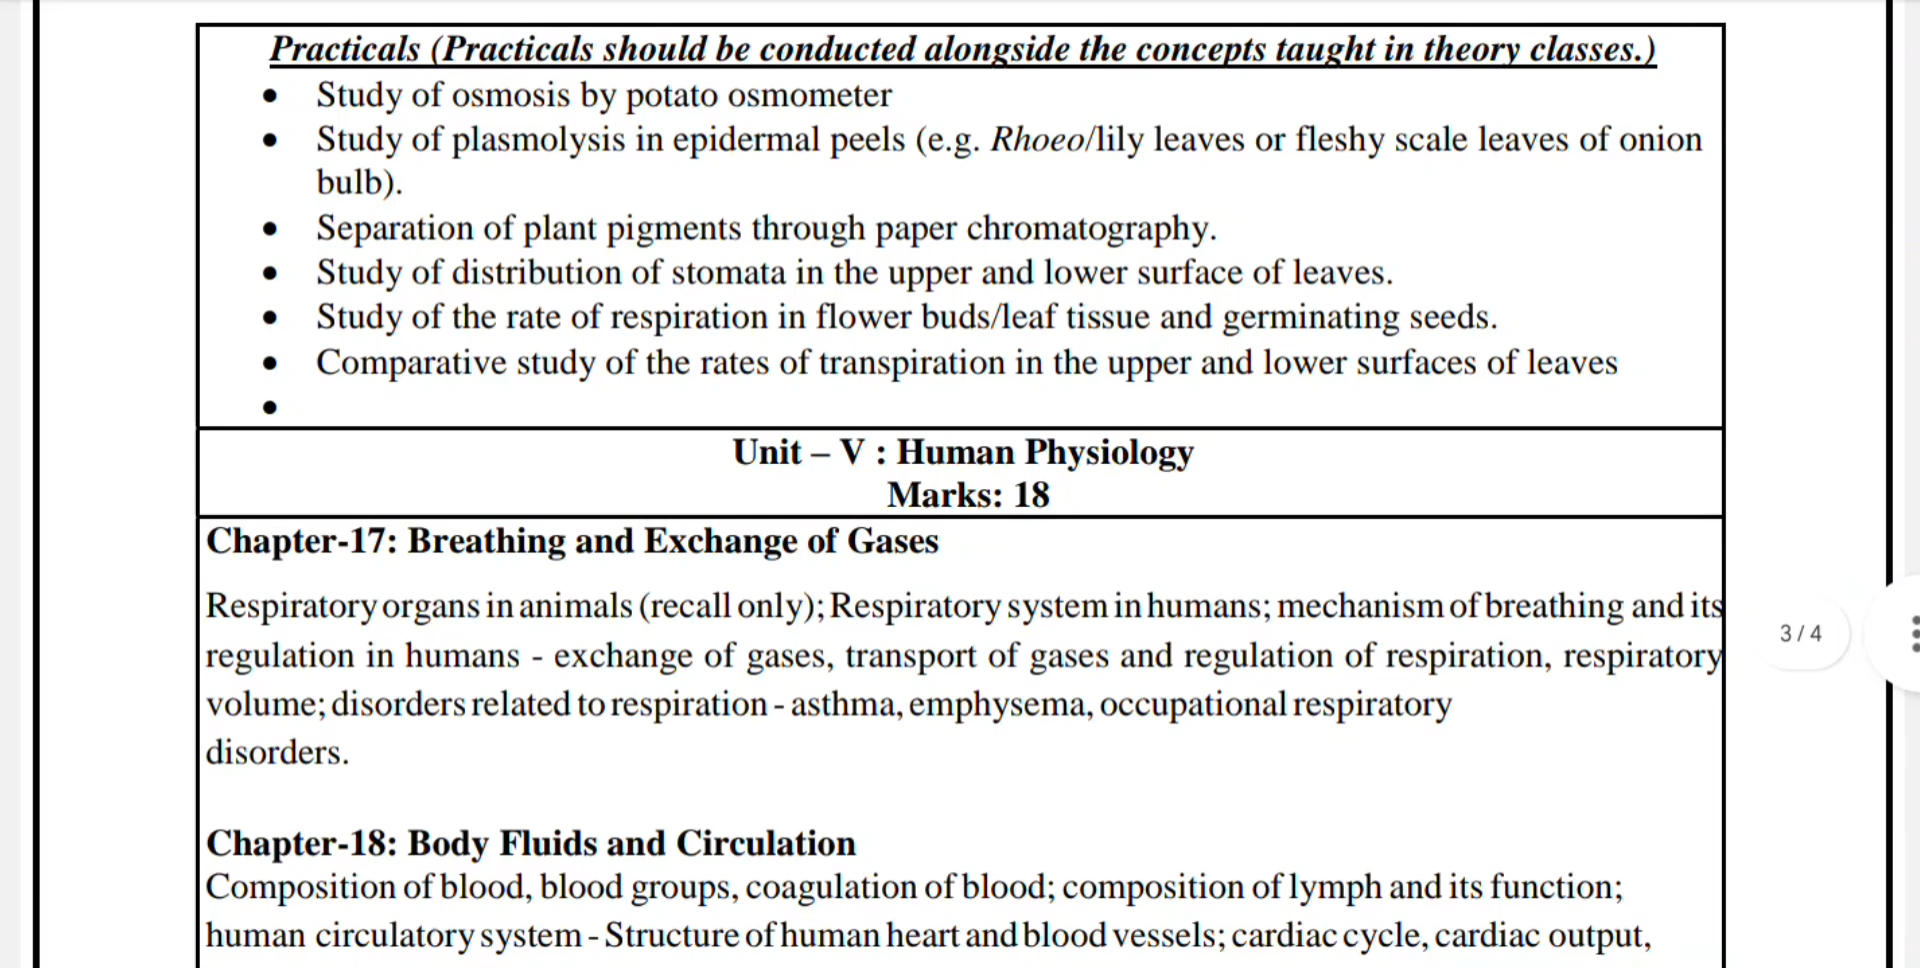 Practicals (Practicals should be conducted alongside the concepts taught in theory classes.)
• Study of osmosis by potato osmometer
• Study of plasmolysis in epidermal peels (e.g. Rhoeo/lily leaves or fleshy scale leaves of onion
bulb).
• Separation of plant pigments through paper chromatography.
• Study of distribution of stomata in the upper and lower surface of leaves.
• Study of the rate of respiration in flower buds/leaf tissue and germinating seeds.
• Comparative study of the rates of transpiration in the upper and lower surfaces of leaves
•
Unit – V : Human Physiology
Marks: 18
Chapter-17: Breathing and Exchange of Gases
Respiratory organs in animals (recall only); Respiratory system in humans; mechanism of breathing and its
regulation in humans - exchange of gases, transport of gases and regulation of respiration, respiratory
volume; disorders related to respiration - asthma, emphysema, occupational respiratory
disorders.
3 / 4
Chapter-18: Body Fluids and Circulation
Composition of blood, blood groups, coagulation of blood; composition of lymph and its function;
human circulatory system - Structure of human heart and blood vessels; cardiac cycle, cardiac output,